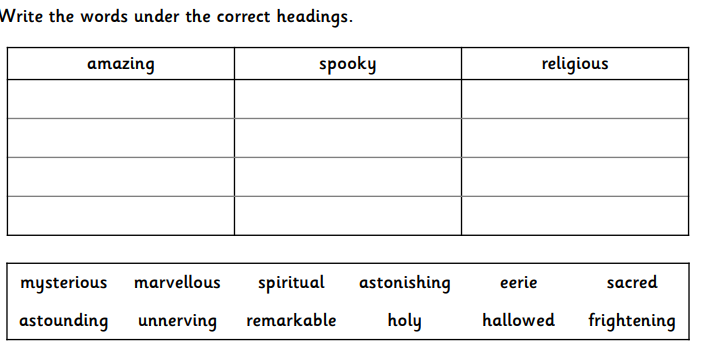 Write the words under the correct headings.
amazing spooky religious
mysterious marvellous spiritual astonishing eerie sacred
astounding unnerving remarkable holy hallowed frightening